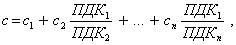 c = c₁ + c₂ ПДК₁/ПДК₂ + ... + cₙ ПДК₁/ПДКₙ ,